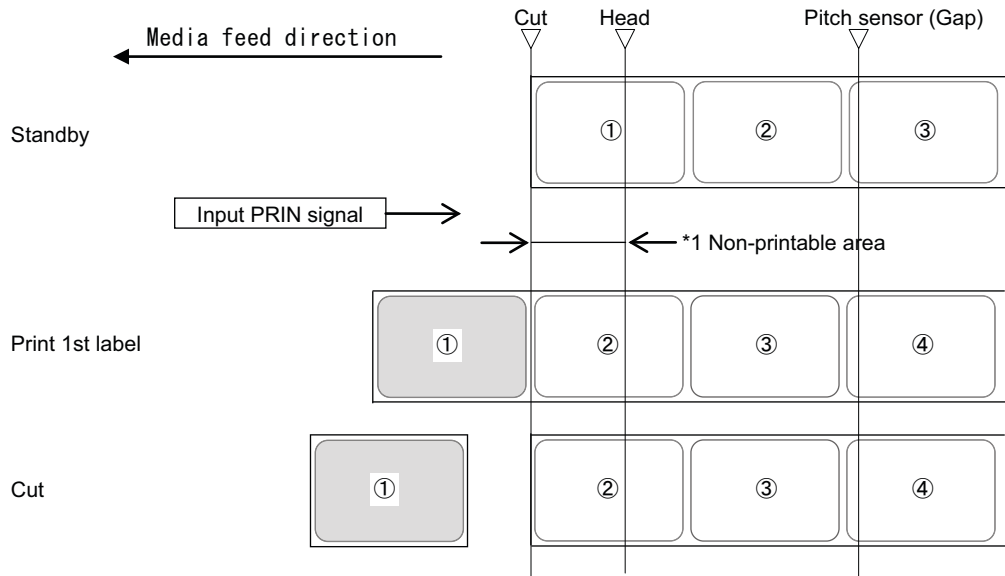 Cut Head Pitch sensor (Gap)
Media feed direction
Standby ① ② ③
Input PRIN signal
*1 Non-printable area
Print 1st label ① ② ③ ④
Cut ① ② ③ ④